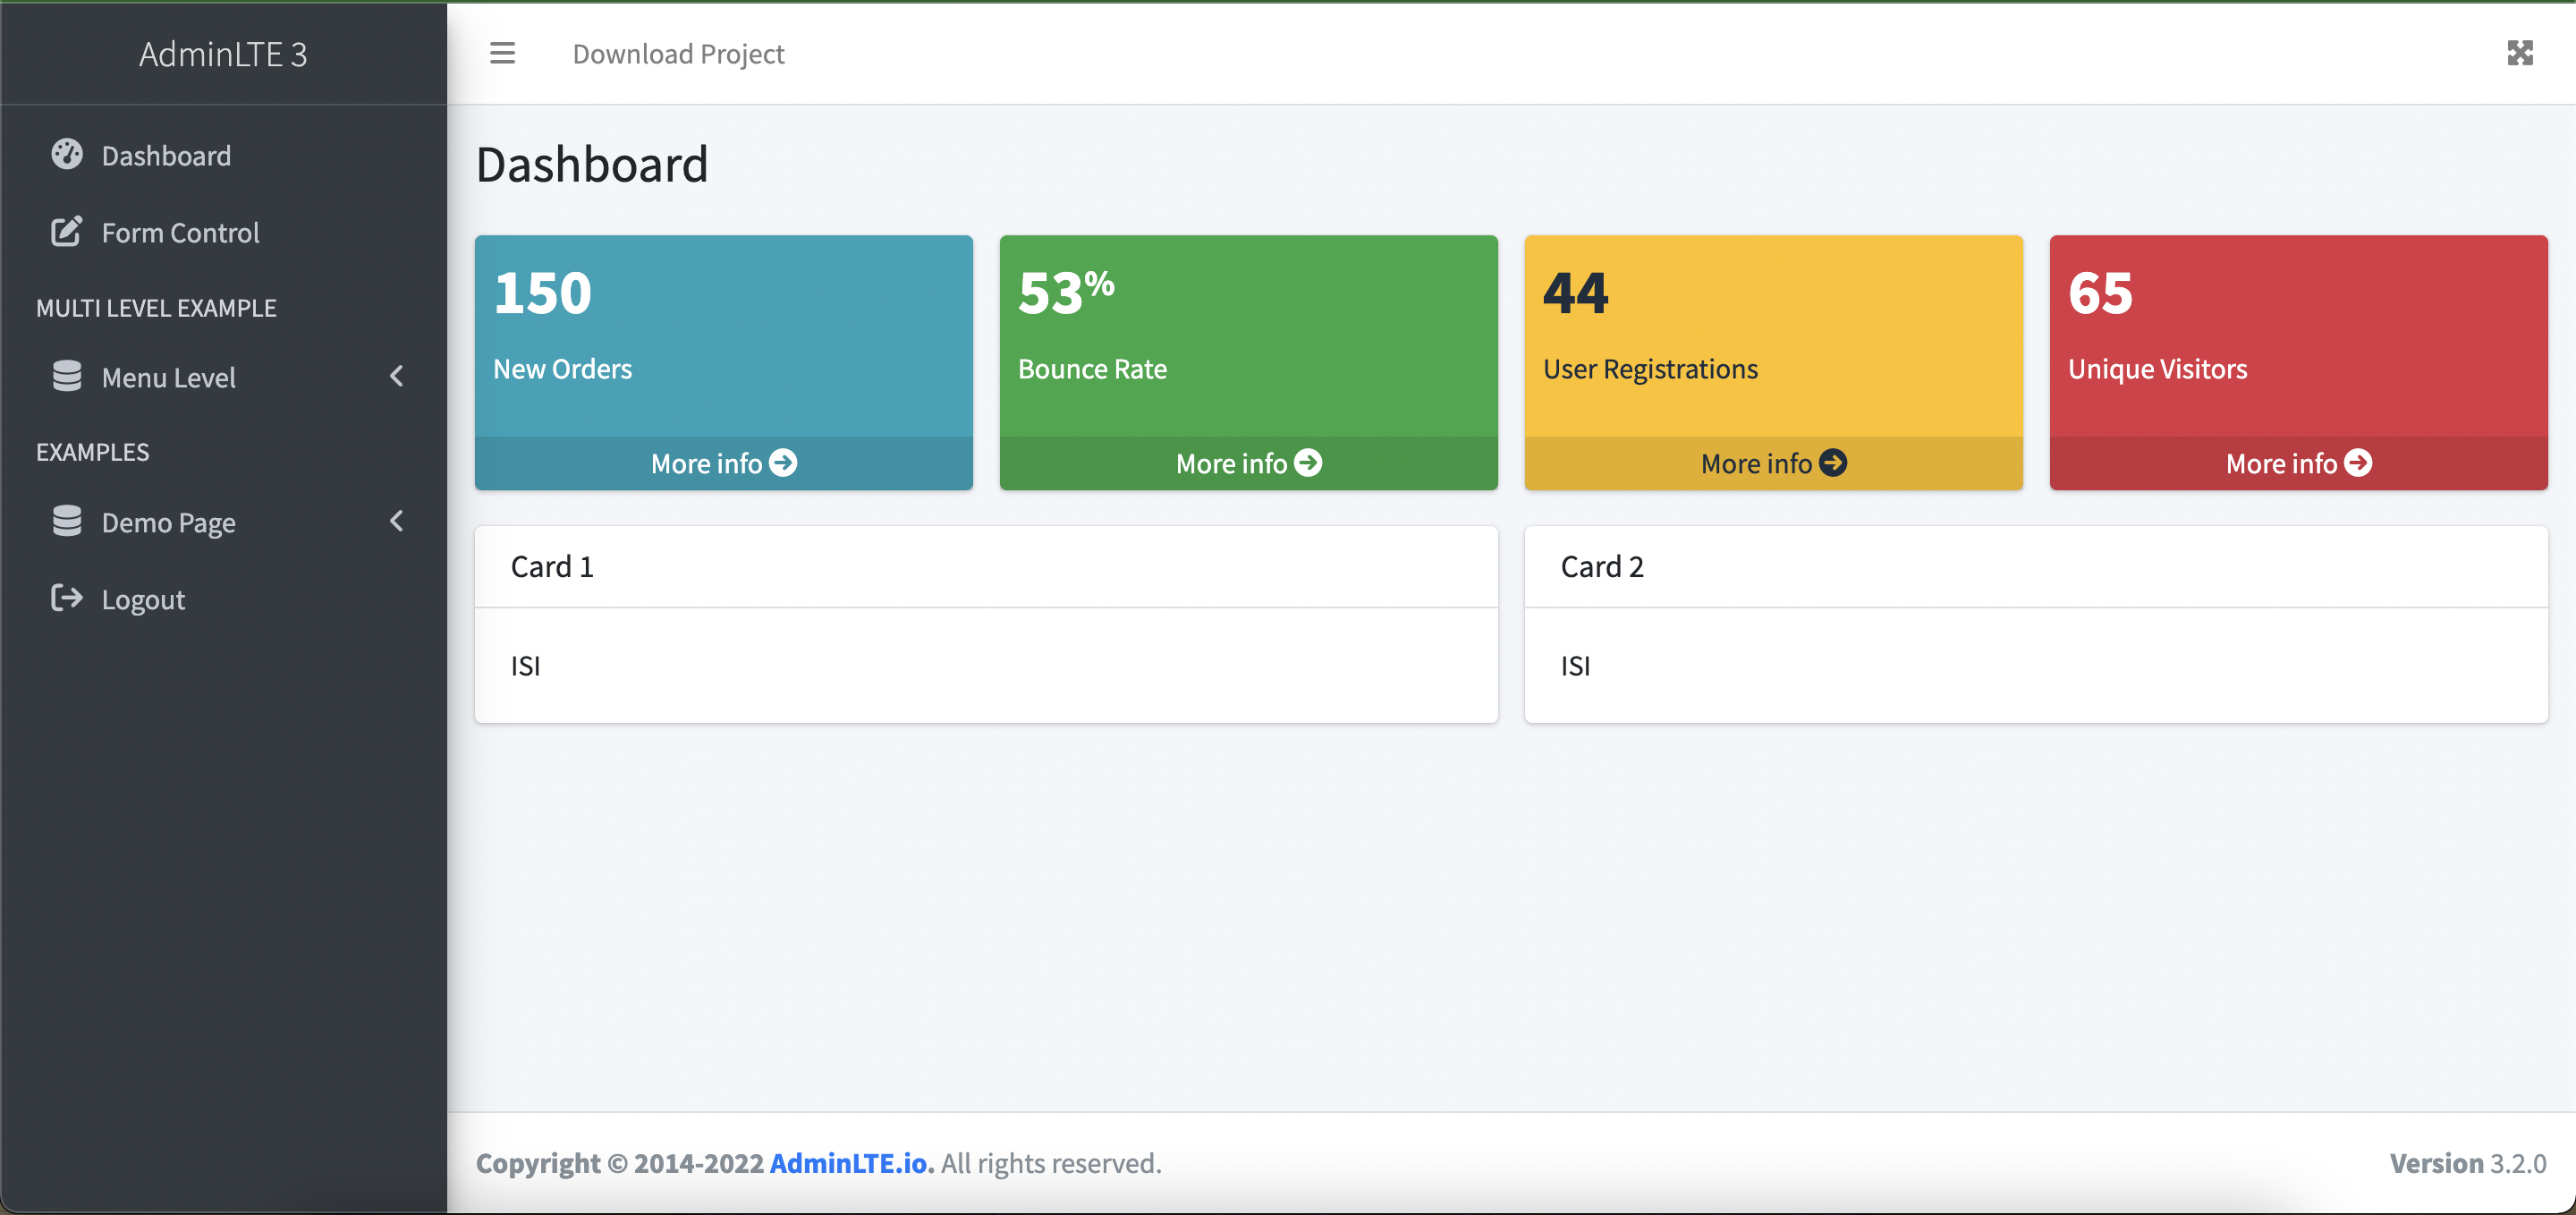 AdminLTE 3
Download Project
Dashboard
Form Control
MULTI LEVEL EXAMPLE
Menu Level
EXAMPLES
Demo Page
Logout
Dashboard
150
New Orders
More info
53%
Bounce Rate
More info
44
User Registrations
More info
65
Unique Visitors
More info
Card 1
ISI
Card 2
ISI
Copyright © 2014-2022 AdminLTE.io. All rights reserved.
Version 3.2.0